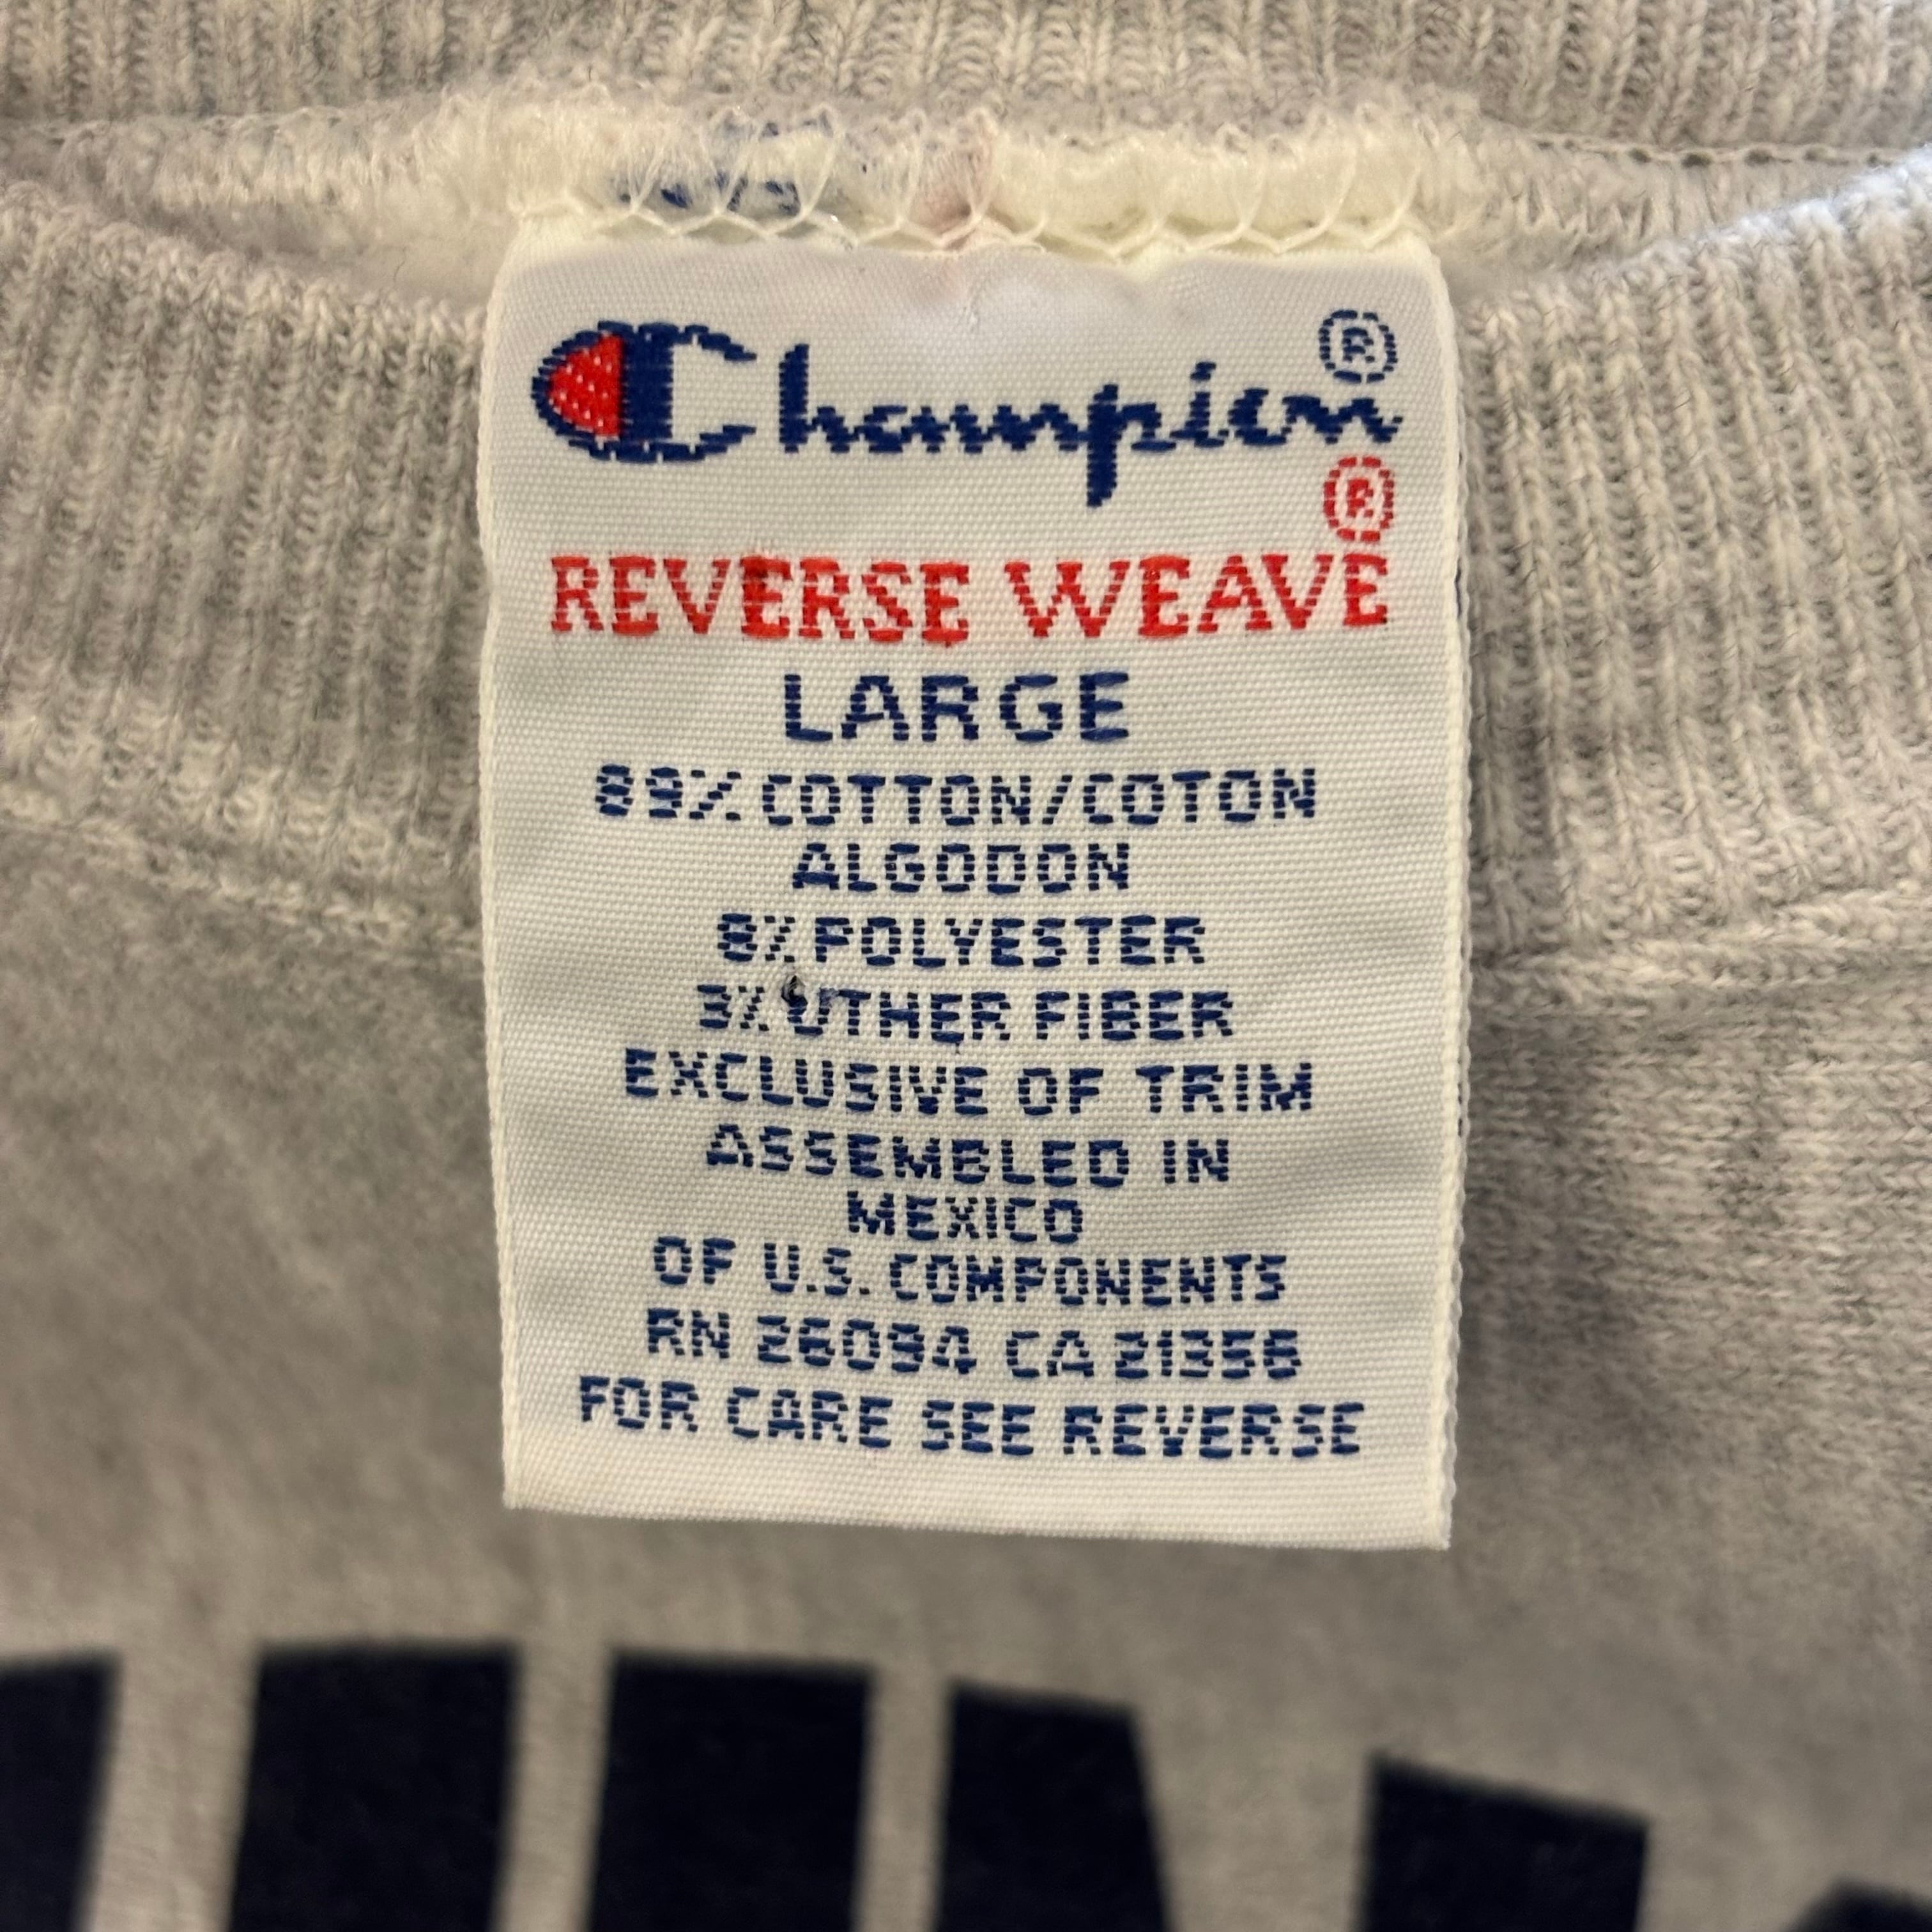 Champion®
REVERSE WEAVE®
LARGE
89% COTTON/COTON
ALGODON
8% POLYESTER
3% OTHER FIBER
EXCLUSIVE OF TRIM
ASSEMBLED IN
MEXICO
OF U.S. COMPONENTS
RN 26094 CA 21356
FOR CARE SEE REVERSE